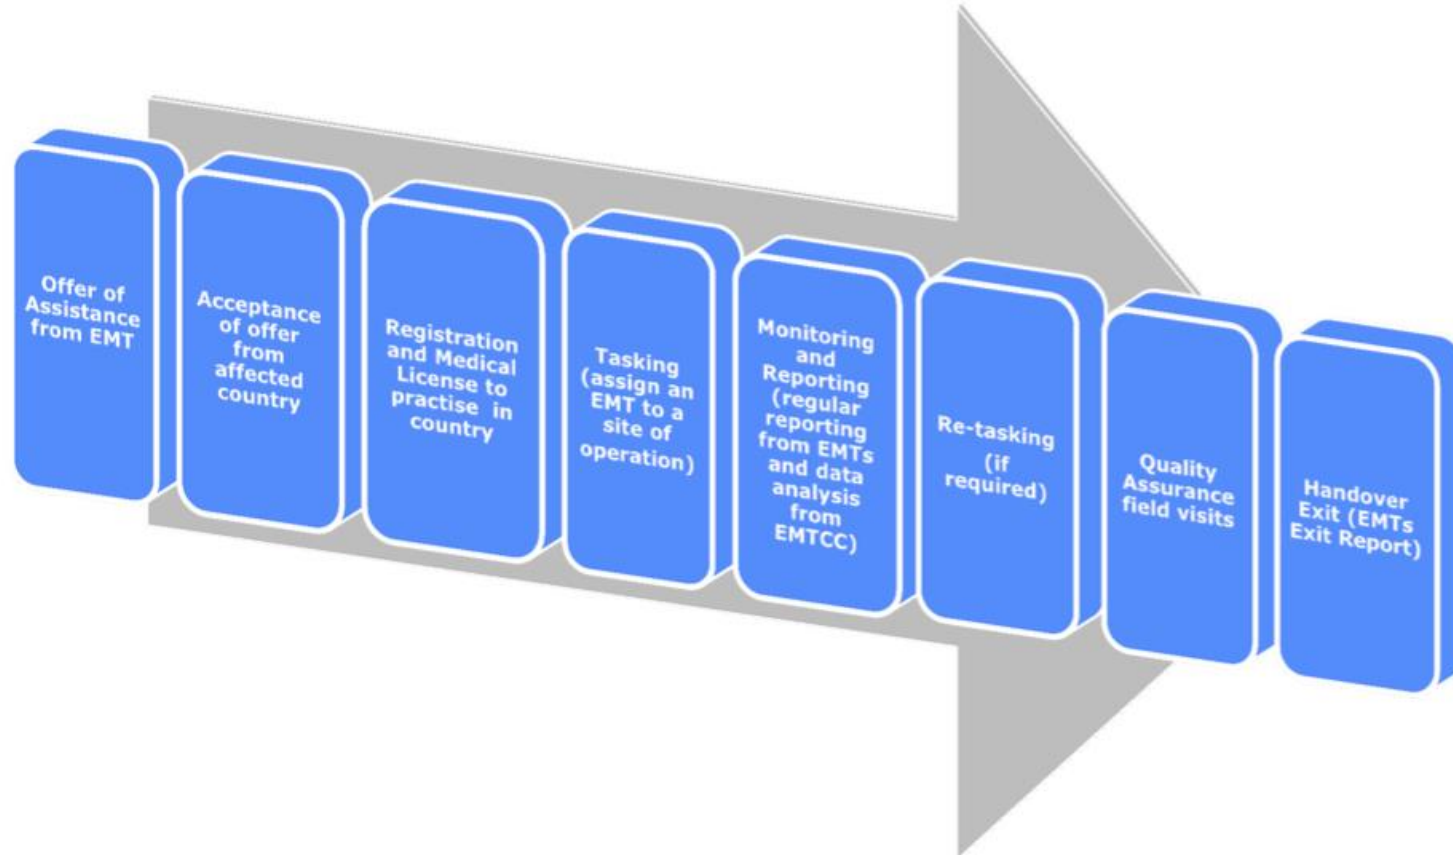 Offer of
Assistance
from EMT
Acceptance
of offer
from
affected
country
Registration
and Medical
License to
practise in
country
Tasking
(assign an
EMT to a
site of
operation)
Monitoring
and
Reporting
(regular
reporting
from EMTs
and data
analysis
from
EMTCC)
Re-tasking
(if
required)
Quality
Assurance
field visits
Handover
Exit (EMTs
Exit Report)